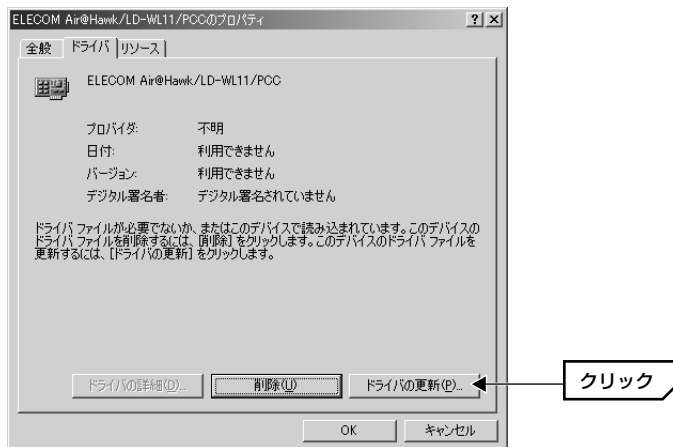 ELECOM Air@Hawk/LD-WL11/PCCのプロパティ
全般 ドライバ リソース
ELECOM Air@Hawk/LD-WL11/PCC
プロバイダ: 不明
日付: 利用できません
バージョン: 利用できません
デジタル署名者: デジタル署名されていません
ドライバ ファイルが必要でないか、またはこのデバイスで読み込まれています。このデバイスの
ドライバ ファイルを削除するには、[削除] をクリックします。このデバイスのドライバ ファイルを
更新するには、[ドライバの更新] をクリックします。
ドライバの詳細(D)... 削除(U) ドライバの更新(P)...
クリック
OK キャンセル